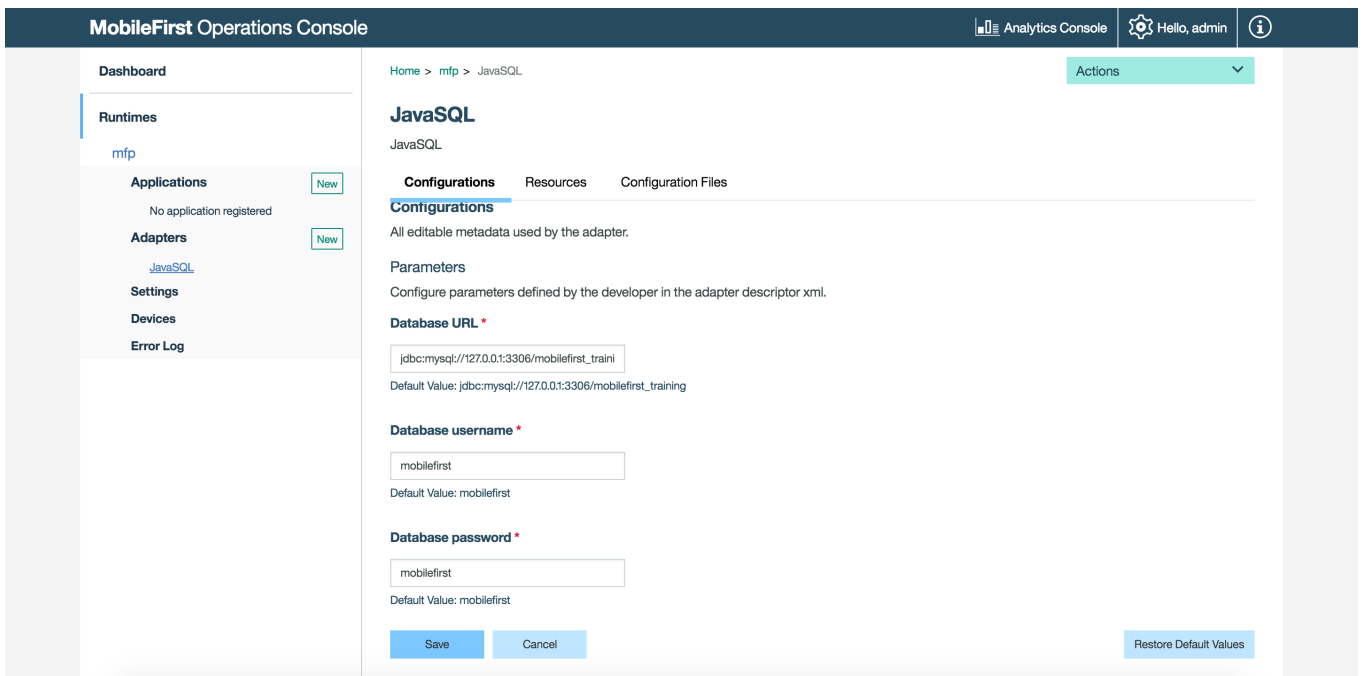 MobileFirst Operations Console
Analytics Console
Hello, admin
Dashboard
Runtimes
mfp
Applications
New
No application registered
Adapters
New
JavaSQL
Settings
Devices
Error Log
Home > mfp > JavaSQL
Actions
JavaSQL
JavaSQL
Configurations Resources Configuration Files
Configurations
All editable metadata used by the adapter.
Parameters
Configure parameters defined by the developer in the adapter descriptor xml.
Database URL *
jdbc:mysql://127.0.0.1:3306/mobilefirst_traini
Default Value: jdbc:mysql://127.0.0.1:3306/mobilefirst_training
Database username *
mobilefirst
Default Value: mobilefirst
Database password *
mobilefirst
Default Value: mobilefirst
Save Cancel Restore Default Values